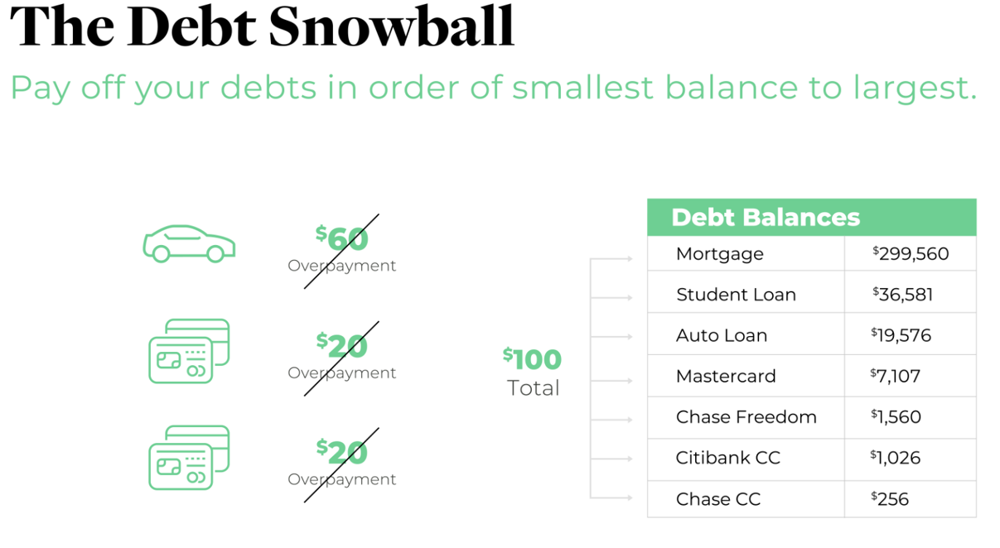 The Debt Snowball
Pay off your debts in order of smallest balance to largest.
$60
Overpayment
$20
Overpayment
$20
Overpayment
$100
Total
Debt Balances
Mortgage $299,560
Student Loan $36,581
Auto Loan $19,576
Mastercard $7,107
Chase Freedom $1,560
Citibank CC $1,026
Chase CC $256